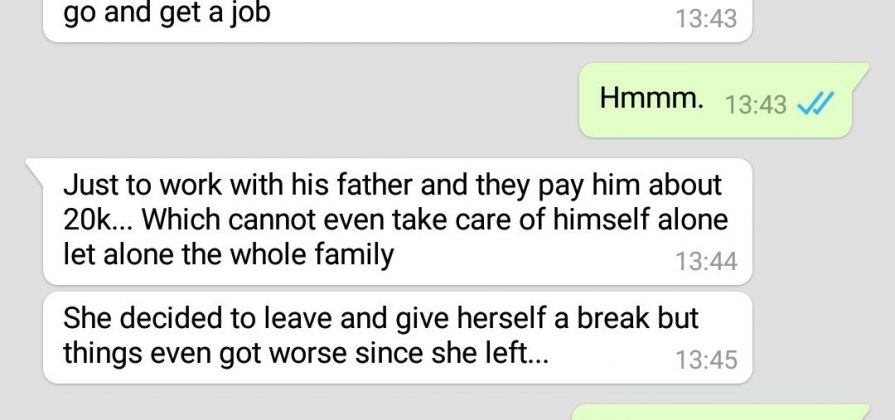 go and get a job
13:43
Hmmm. 13:43
Just to work with his father and they pay him about
20k... Which cannot even take care of himself alone
let alone the whole family
13:44
She decided to leave and give herself a break but
things even got worse since she left...
13:45